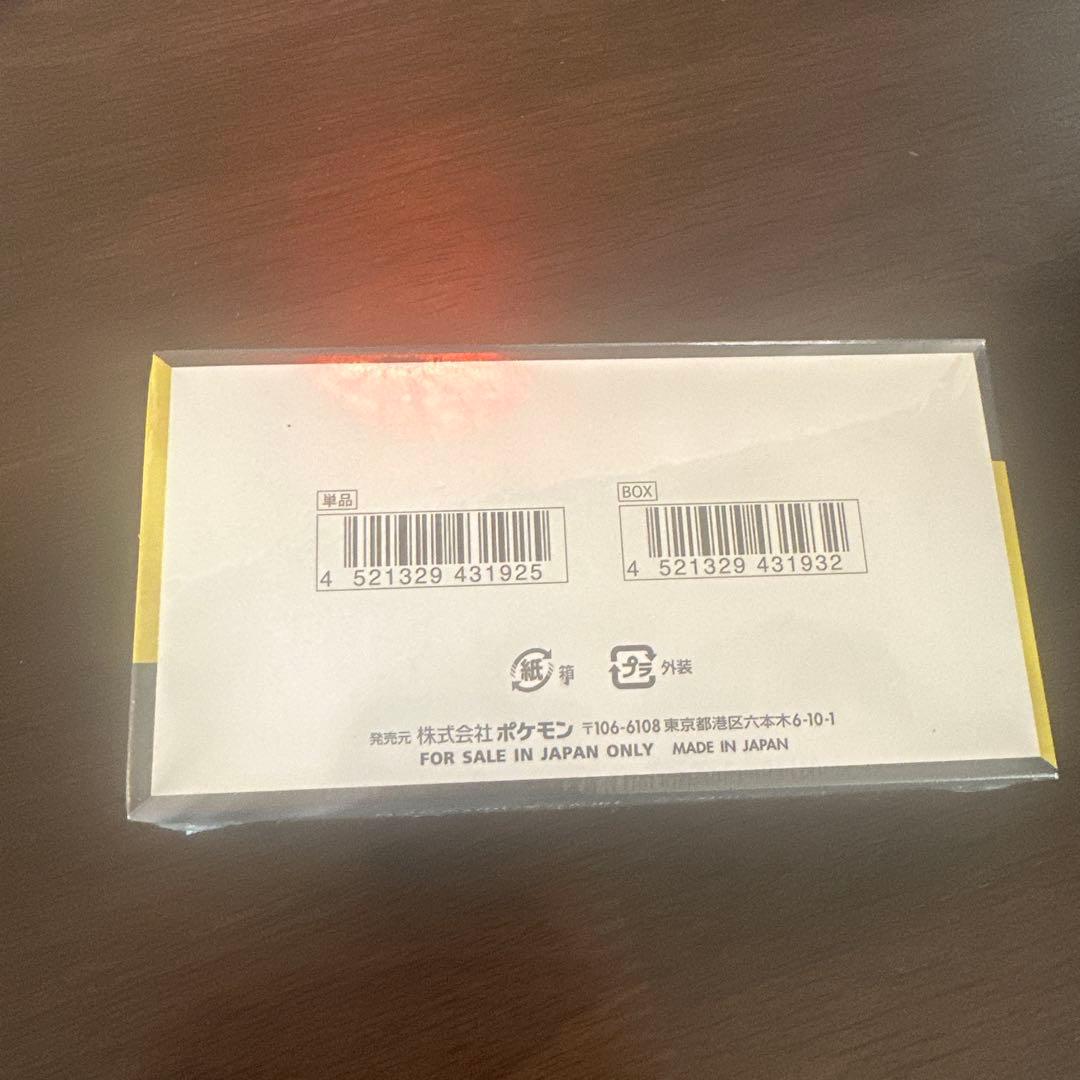 単品
4 521329 431925
BOX
4 521329 431932
紙 箱
プラ 外装
発売元 株式会社ポケモン 〒106-6108 東京都港区六本木6-10-1
FOR SALE IN JAPAN ONLY MADE IN JAPAN